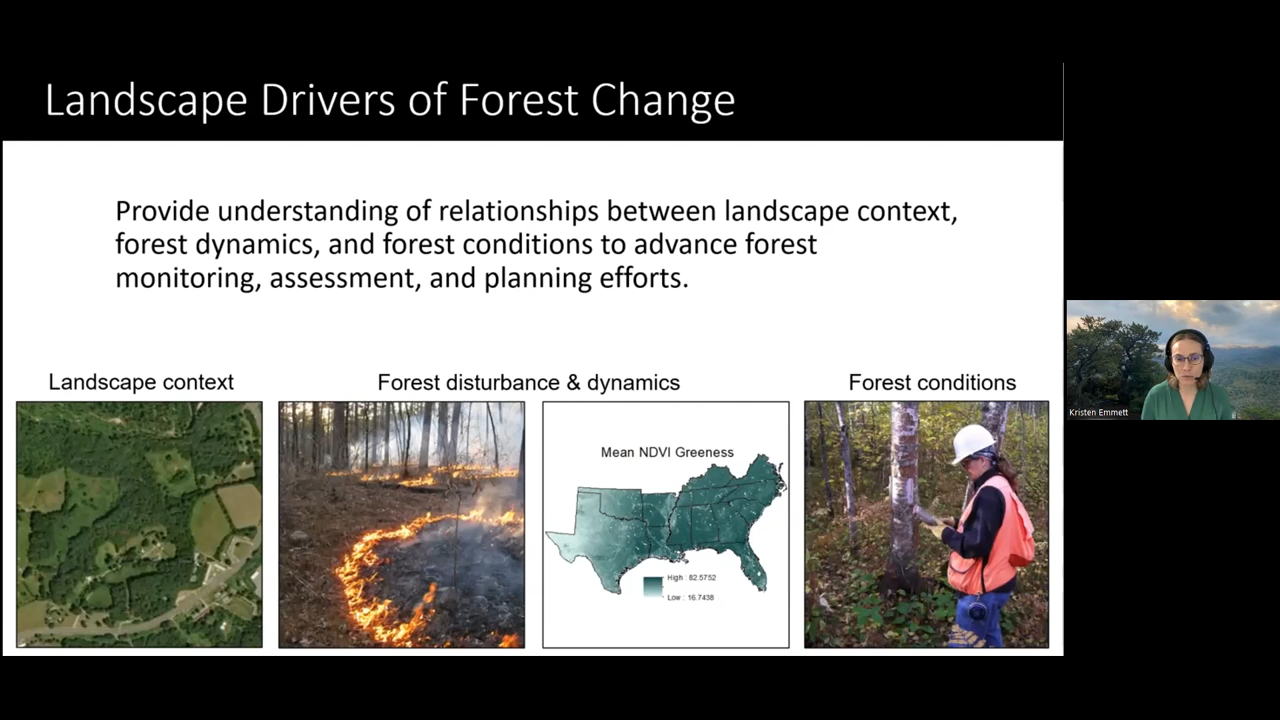 Landscape Drivers of Forest Change
Provide understanding of relationships between landscape context,
forest dynamics, and forest conditions to advance forest
monitoring, assessment, and planning efforts.
Landscape context
Forest disturbance & dynamics
Forest conditions
Mean NDVI Greeness
High : 82.5752
Low : 16.7438
Kristen Emmett